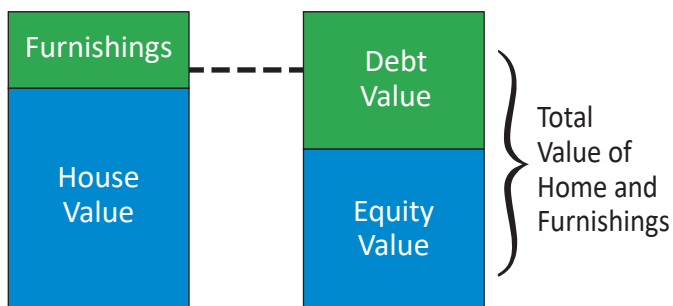 Furnishings
House
Value
Debt
Value
Equity
Value
Total
Value of
Home and
Furnishings